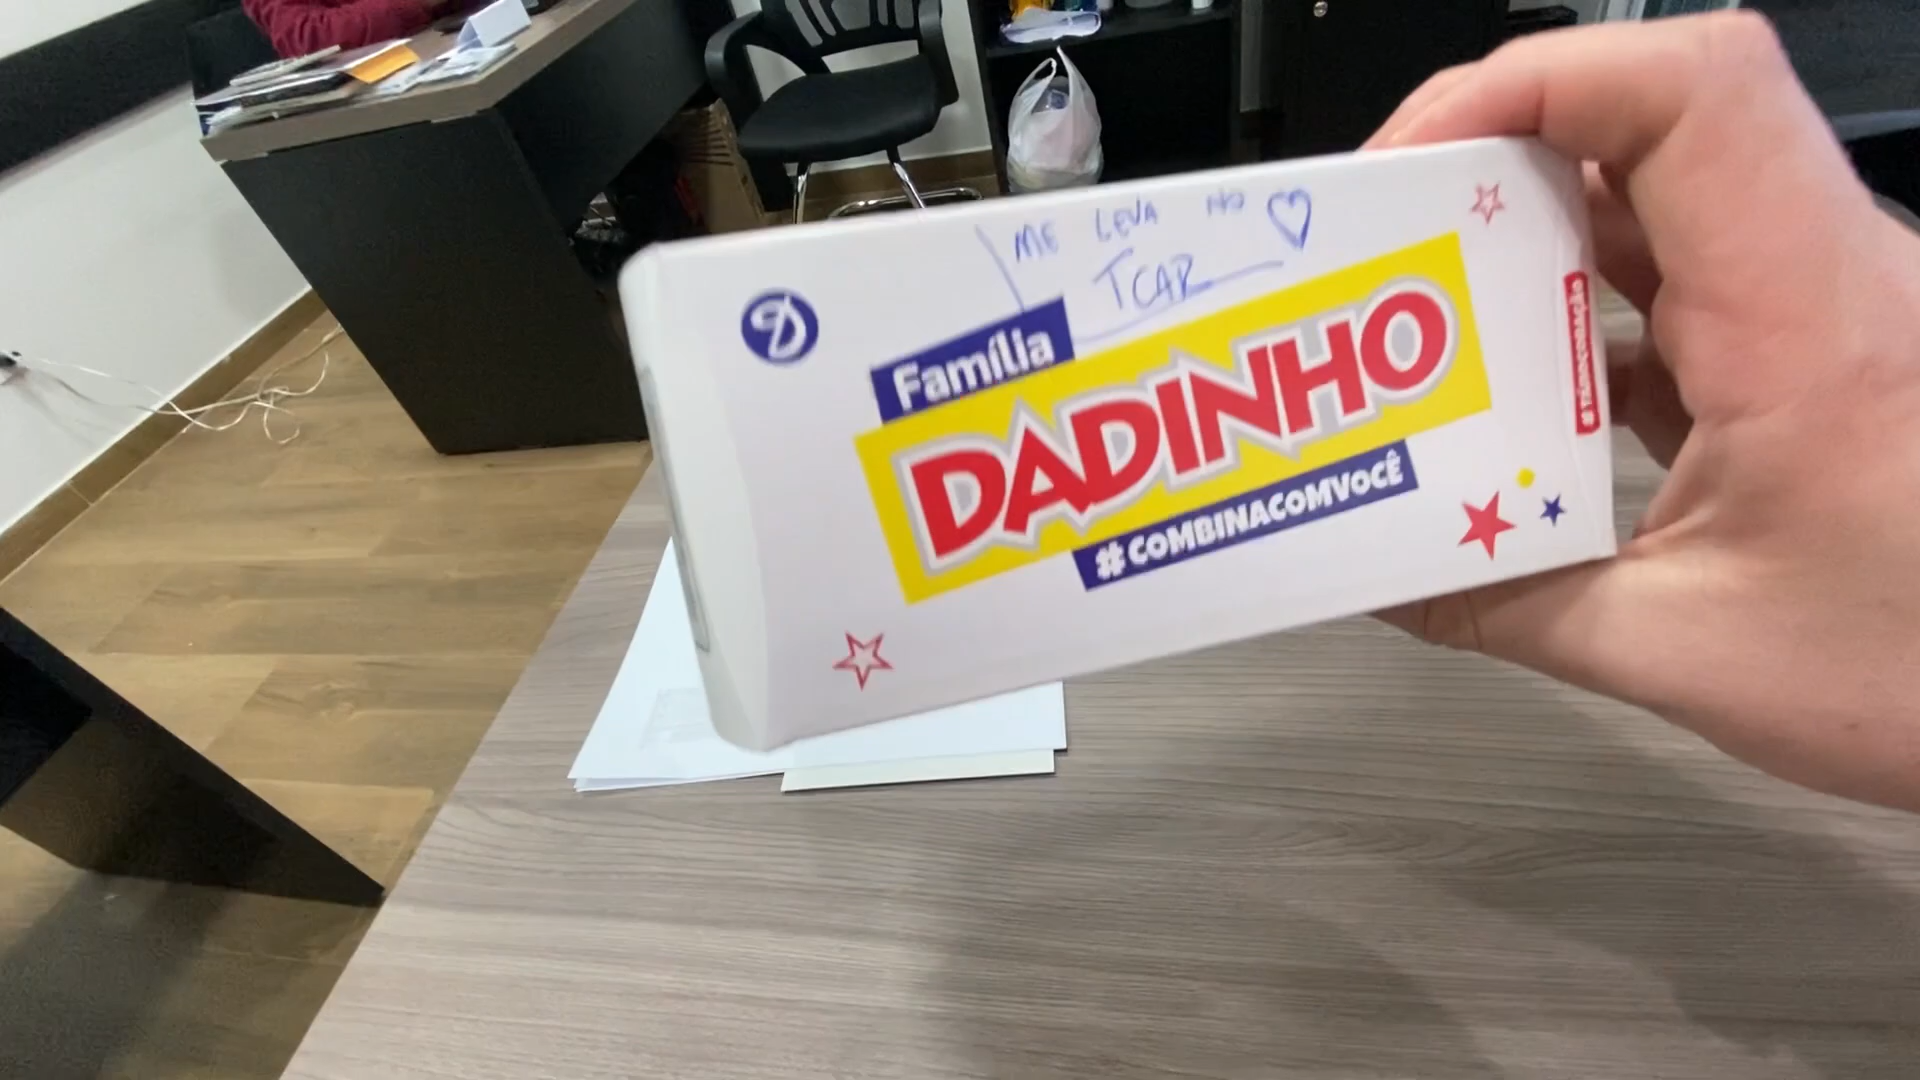 ME LEVA NO
TCAR
Família
DADINHO
#COMBINACOMVOCÊ
D